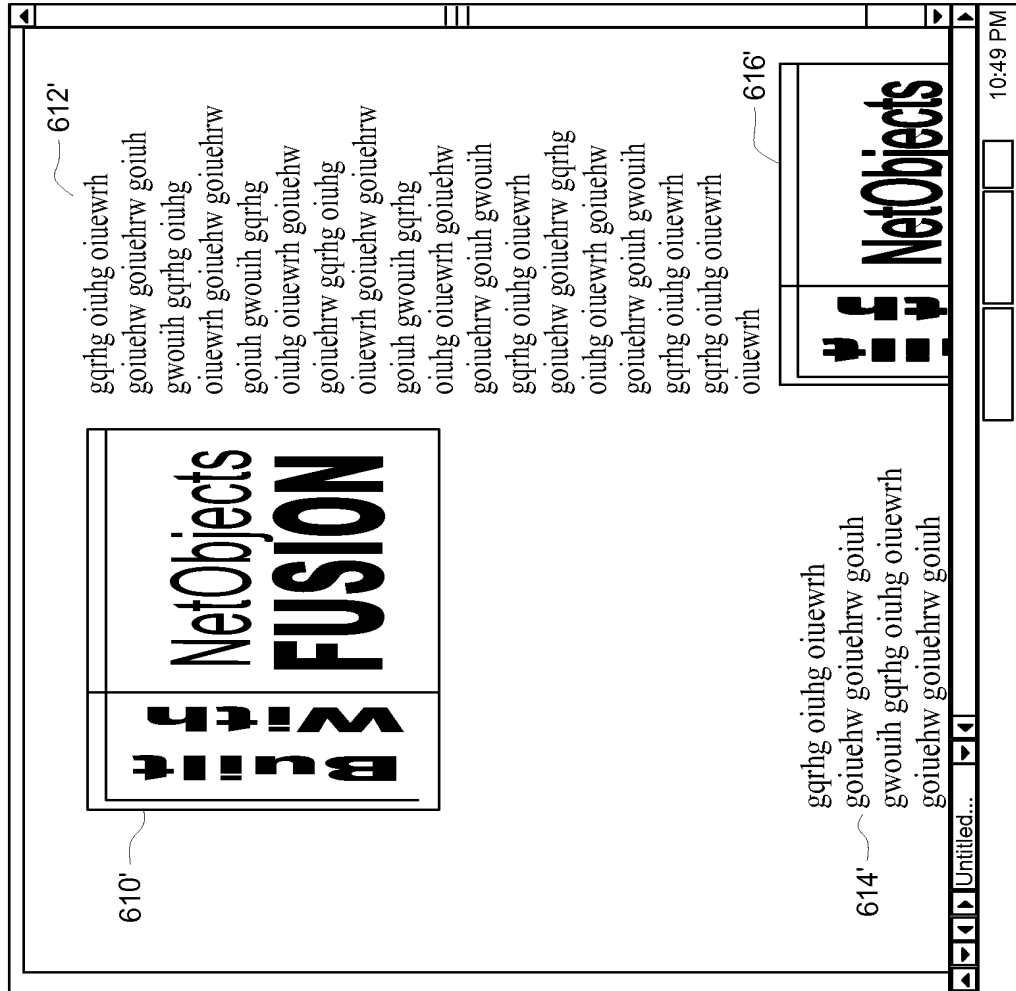 610'
Built
With
NetObjects
FUSION
612'
gqrhg oiuhg oiuewrh
goiuehw goiuehrw goiuh
gwouih gqrhg oiuhg
oiuewrh goiuehw goiuehrw
goiuh gwouih gqrhg
oiuhg oiuewrh goiuehw
goiuehrw gqrhg oiuhg
oiuewrh goiuehw goiuehrw
goiuh gwouih gqrhg
oiuhg oiuewrh goiuehw
goiuehrw goiuh gwouih
gqrhg oiuhg oiuewrh
goiuehw goiuehrw gqrhg
oiuhg oiuewrh goiuehw
goiuehrw goiuh gwouih
gqrhg oiuhg oiuewrh
gqrhg oiuhg oiuewrh
oiuewrh
614'
gqrhg oiuhg oiuewrh
goiuehw goiuehrw goiuh
gwouih gqrhg oiuhg oiuewrh
goiuehw goiuehrw goiuh
616'
NetObjects
Untitled...
10:49 PM